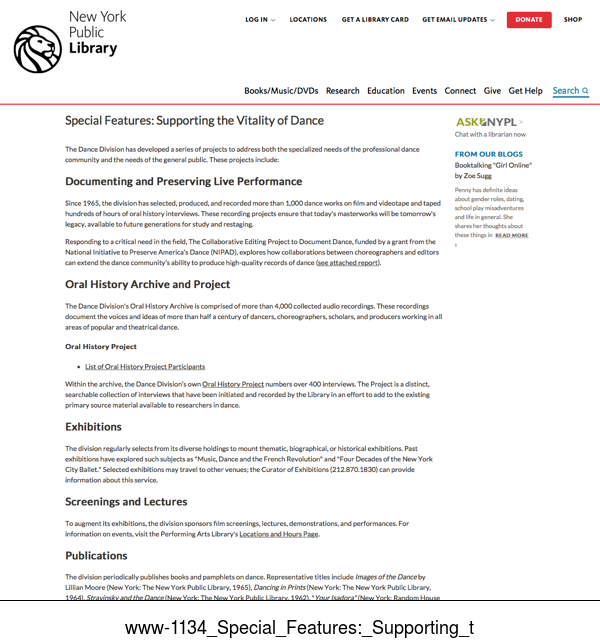 New York
Public
Library
LOG IN
LOCATIONS
GET A LIBRARY CARD
GET EMAIL UPDATES
DONATE
SHOP
Books/Music/DVDs Research Education Events Connect Give Get Help Search
Special Features: Supporting the Vitality of Dance
The Dance Division has developed a series of projects to address both the specialized needs of the professional dance
community and the needs of the general public. These projects include:
Documenting and Preserving Live Performance
Since 1965, the division has selected, produced, and recorded more than 1,000 dance works on film and videotape and taped
hundreds of hours of oral history interviews. These recording projects ensure that today's masterworks will be tomorrow's
legacy, available to future generations for study and restaging.
Responding to a critical need in the field, The Collaborative Editing Project to Document Dance, funded by a grant from the
National Initiative to Preserve America's Dance (NIPAD), explores how collaborations between choreographers and editors
can extend the dance community's ability to produce high-quality records of dance (see attached report).
Oral History Archive and Project
The Dance Division's Oral History Archive is comprised of more than 4,000 collected audio recordings. These recordings
document the voices and ideas of more than half a century of dancers, choreographers, scholars, and producers working in all
areas of popular and theatrical dance.
Oral History Project
• List of Oral History Project Participants
Within the archive, the Dance Division's own Oral History Project numbers over 400 interviews. The Project is a distinct,
searchable collection of interviews that have been initiated and recorded by the Library in an effort to add to the existing
primary source material available to researchers in dance.
Exhibitions
The division regularly selects from its diverse holdings to mount thematic, biographical, or historical exhibitions. Past
exhibitions have explored such subjects as "Music, Dance and the French Revolution" and "Four Decades of the New York
City Ballet." Selected exhibitions may travel to other venues; the Curator of Exhibitions (212.870.1830) can provide
information about this service.
Screenings and Lectures
To augment its exhibitions, the division sponsors film screenings, lectures, demonstrations, and performances. For
information on events, visit the Performing Arts Library's Locations and Hours Page.
Publications
The division periodically publishes books and pamphlets on dance. Representative titles include Images of the Dance by
Lillian Moore (New York: The New York Public Library, 1965), Dancing in Prints (New York: The New York Public Library,
1964), Stravinsky and the Dance (New York: The New York Public Library, 1962), "Your Isadora" (New York: Random House
ASK NYPL >
Chat with a librarian now
FROM OUR BLOGS
Booktalking "Girl Online"
by Zoe Sugg
Penny has definite ideas
about gender roles, dating,
school play misadventures
and life in general. She
shares her thoughts about
these things in READ MORE
www-1134_Special_Features:_Supporting_t